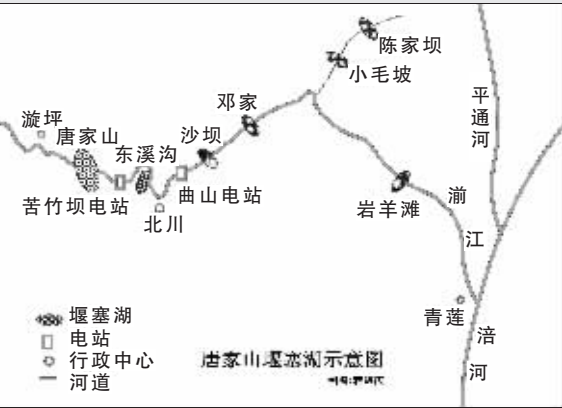 陈家坝
小毛坡
邓家
平通河
漩坪
唐家山
沙坝
东溪沟
苦竹坝电站
曲山电站
北川
岩羊滩
湔江
青莲
涪河
堰塞湖
电站
行政中心
河道
唐家山堰塞湖示意图